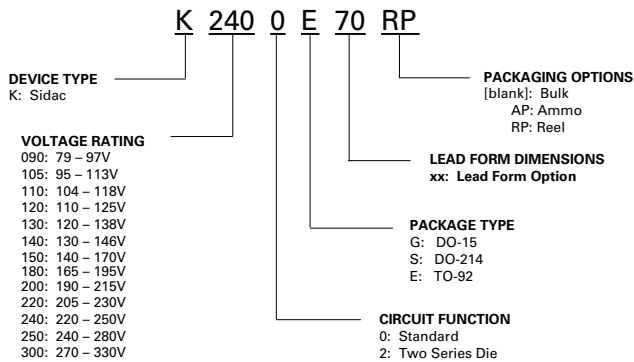 K 240 0 E 70 RP
DEVICE TYPE
K: Sidac
VOLTAGE RATING
090: 79 – 97V
105: 95 – 113V
110: 104 – 118V
120: 110 – 125V
130: 120 – 138V
140: 130 – 146V
150: 140 – 170V
180: 165 – 195V
200: 190 – 215V
220: 205 – 230V
240: 220 – 250V
250: 240 – 280V
300: 270 – 330V
PACKAGING OPTIONS
[blank]: Bulk
AP: Ammo
RP: Reel
LEAD FORM DIMENSIONS
xx: Lead Form Option
PACKAGE TYPE
G: DO-15
S: DO-214
E: TO-92
CIRCUIT FUNCTION
0: Standard
2: Two Series Die